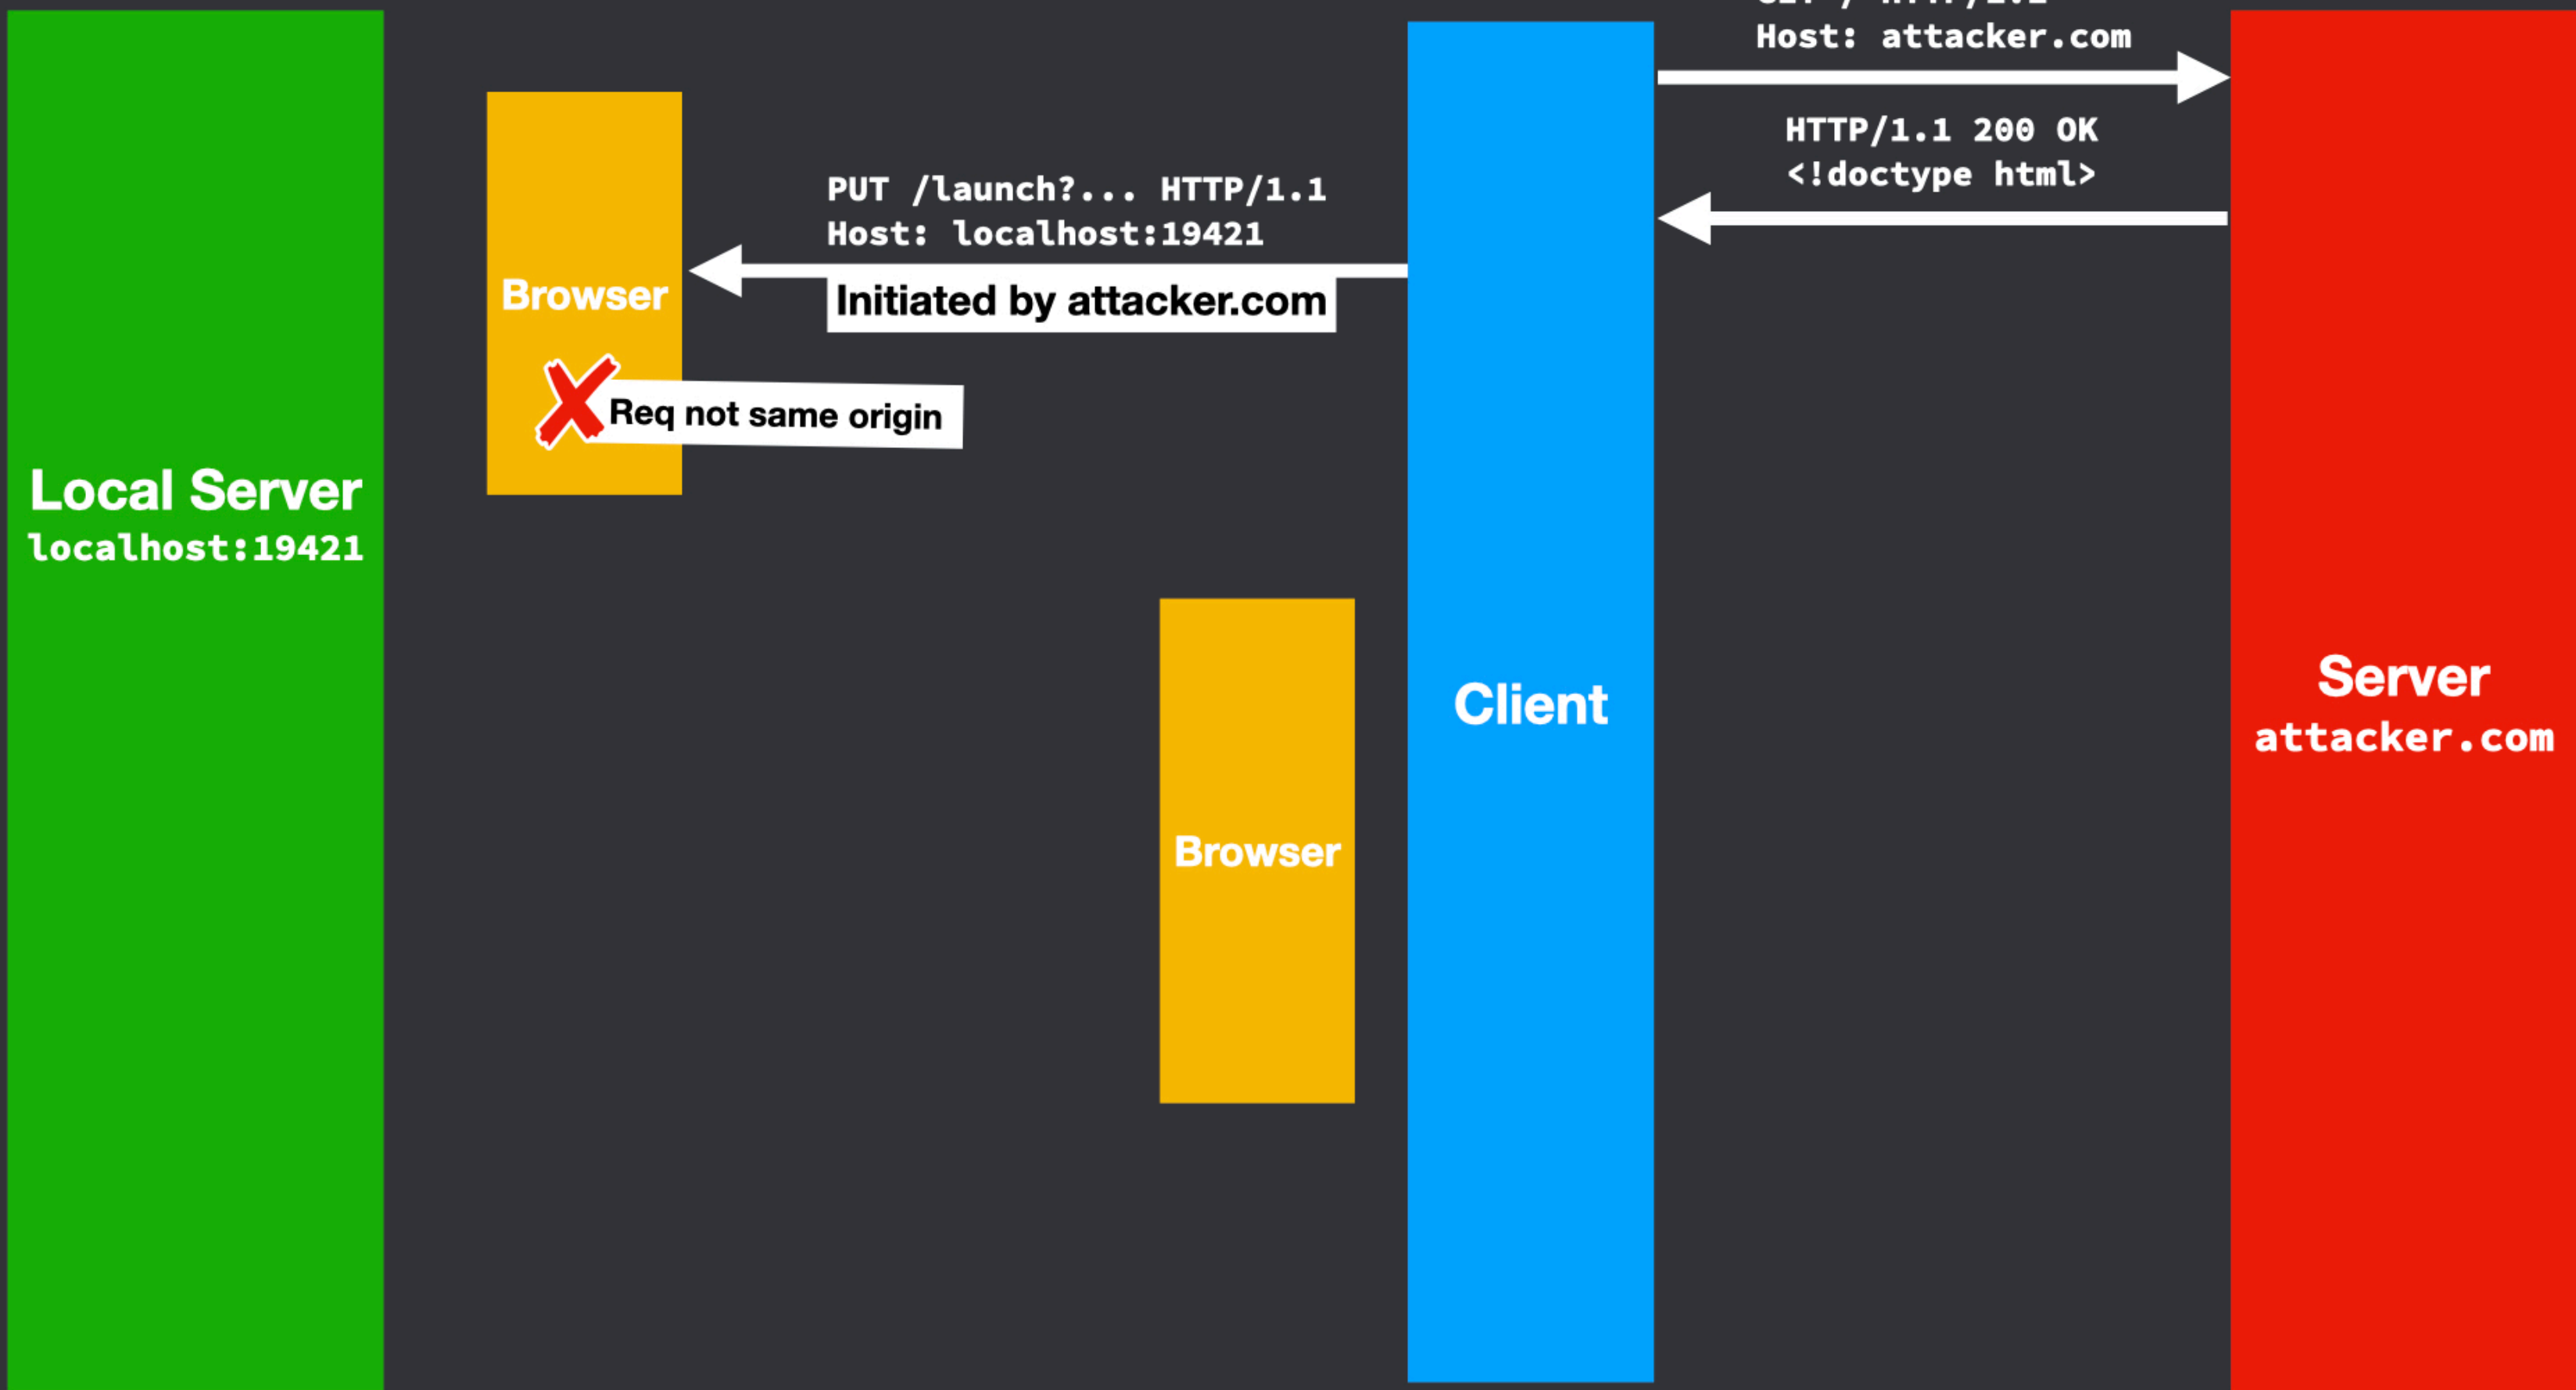 Host: attacker.com
HTTP/1.1 200 OK
<!doctype html>
PUT /launch?... HTTP/1.1
Host: localhost:19421
Initiated by attacker.com
Browser
Req not same origin
Local Server
localhost:19421
Browser
Client
Server
attacker.com